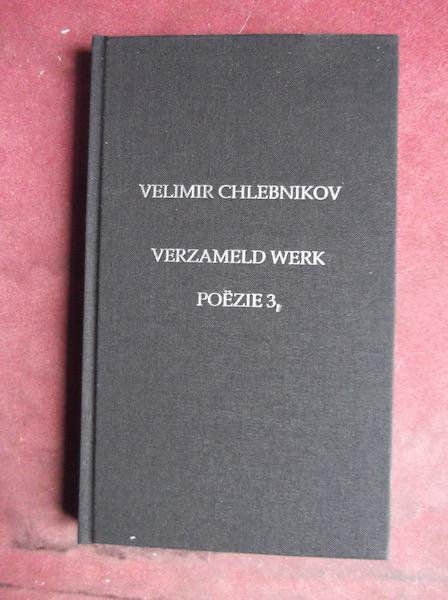 VELIMIR CHLEBNIKOV
VERZAMELD WERK
POËZIE 3